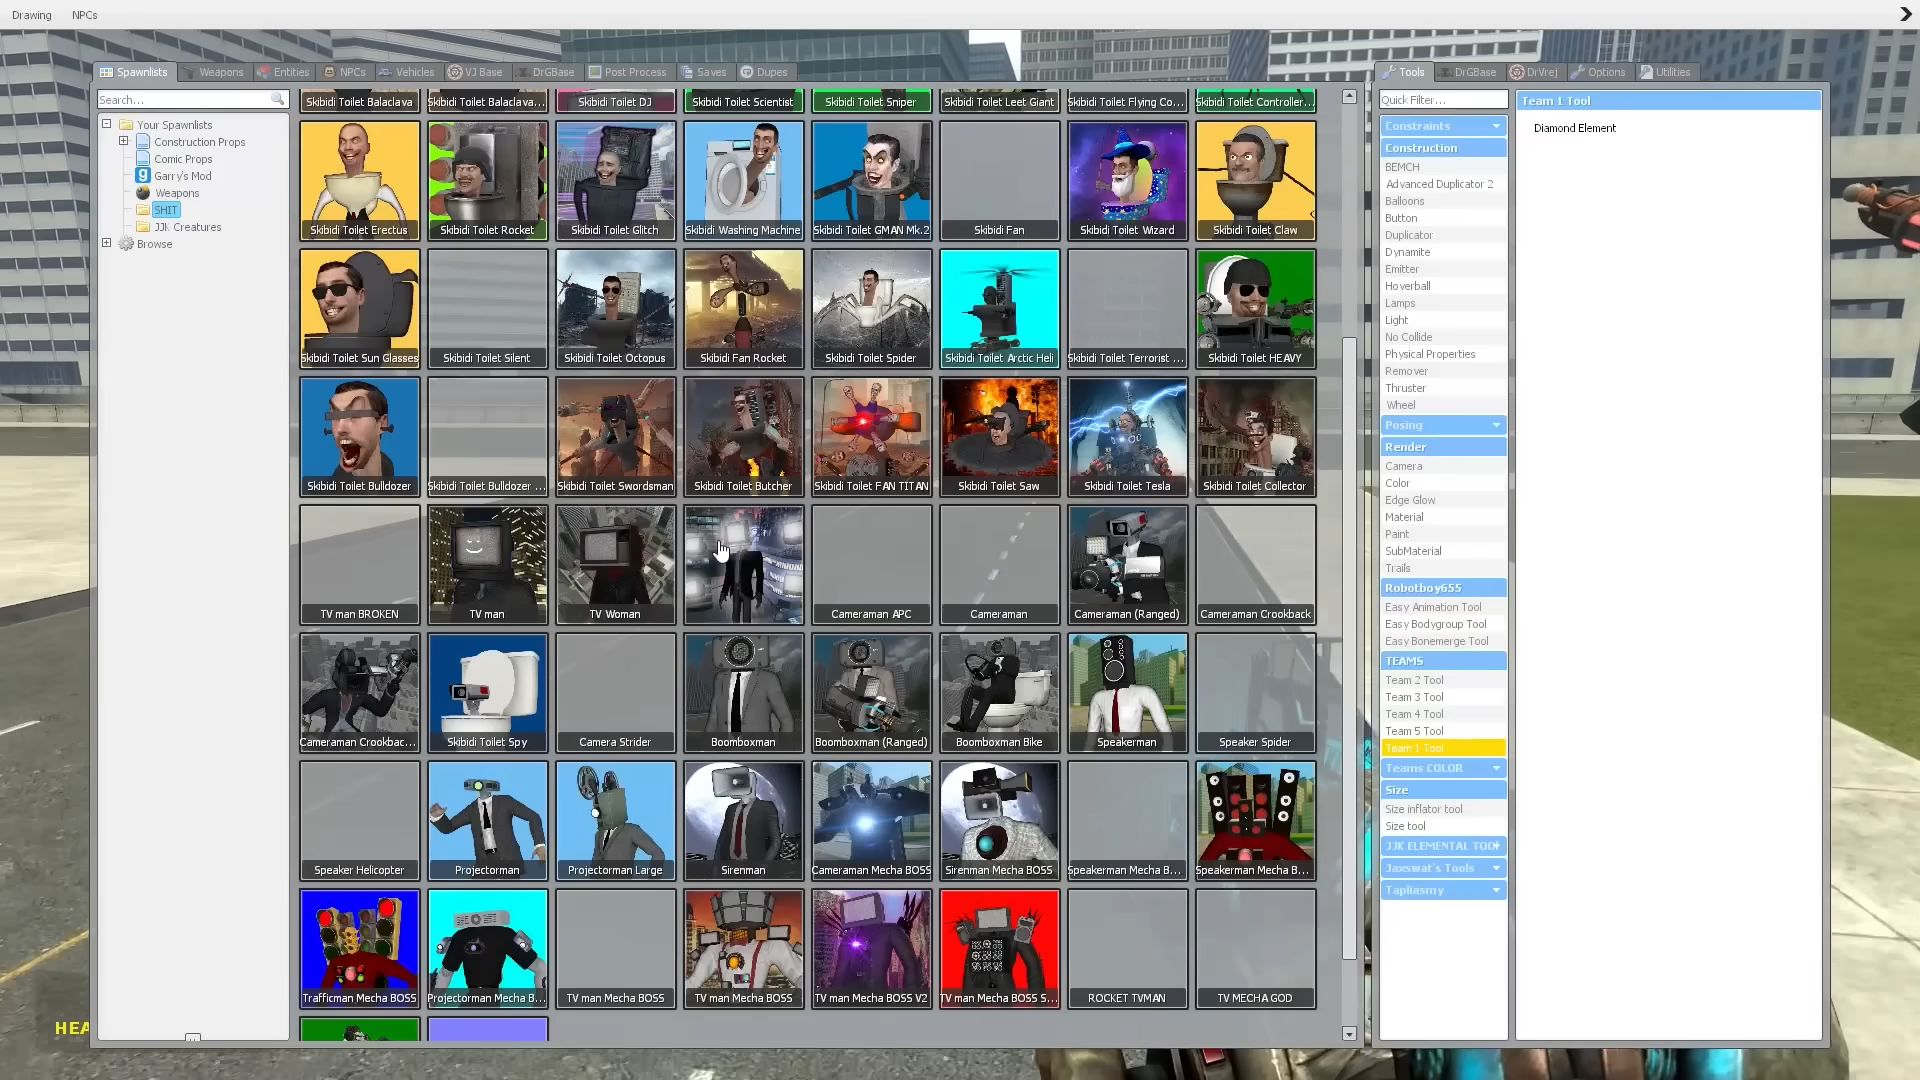 Drawing NPCs
Spawnlists Weapons Entities NPCs Vehicles VJ Base DrGBase Post Process Saves Dupes
Tools DrGBase DrVrej Options Utilities
Search...
Your Spawnlists
Construction Props
Comic Props
Garry's Mod
Weapons
SHIT
JJK Creatures
Browse
Skibidi Toilet Balaclava Skibidi Toilet Balaclava... Skibidi Toilet DJ Skibidi Toilet Scientist Skibidi Toilet Sniper Skibidi Toilet Leet Giant Skibidi Toilet Flying Co... Skibidi Toilet Controller...
Skibidi Toilet Erectus Skibidi Toilet Rocket Skibidi Toilet Glitch Skibidi Washing Machine Skibidi Toilet GMAN Mk.2 Skibidi Fan Skibidi Toilet Wizard Skibidi Toilet Claw
Skibidi Toilet Sun Glasses Skibidi Toilet Silent Skibidi Toilet Octopus Skibidi Fan Rocket Skibidi Toilet Spider Skibidi Toilet Arctic Heli Skibidi Toilet Terrorist ... Skibidi Toilet HEAVY
Skibidi Toilet Bulldozer Skibidi Toilet Bulldozer ... Skibidi Toilet Swordsman Skibidi Toilet Butcher Skibidi Toilet FAN TITAN Skibidi Toilet Saw Skibidi Toilet Tesla Skibidi Toilet Collector
TV man BROKEN TV man TV Woman Cameraman APC Cameraman Cameraman (Ranged) Cameraman Crookback
Cameraman Crookbac... Skibidi Toilet Spy Camera Strider Boomboxman Boomboxman (Ranged) Boomboxman Bike Speakerman Speaker Spider
Speaker Helicopter Projectorman Projectorman Large Sirenman Cameraman Mecha BOSS Sirenman Mecha BOSS Speakerman Mecha B... Speakerman Mecha B...
Trafficman Mecha BOSS Projectorman Mecha B... TV man Mecha BOSS TV man Mecha BOSS TV man Mecha BOSS V2 TV man Mecha BOSS S... ROCKET TVMAN TV MECHA GOD
HEA
Quick Filter...
Constraints
Construction
BEMCH
Advanced Duplicator 2
Balloons
Button
Duplicator
Dynamite
Emitter
Hoverball
Lamps
Light
No Collide
Physical Properties
Remover
Thruster
Wheel
Posing
Render
Camera
Color
Edge Glow
Material
Paint
SubMaterial
Trails
Robotboy655
Easy Animation Tool
Easy Bodygroup Tool
Easy Bonemerge Tool
TEAMS
Team 2 Tool
Team 3 Tool
Team 4 Tool
Team 5 Tool
Team 1 Tool
Teams COLOR
Size
Size inflator tool
Size tool
JJK ELEMENTAL TOO
Jaxswat's Tools
Tapliasmy
Team 1 Tool
Diamond Element